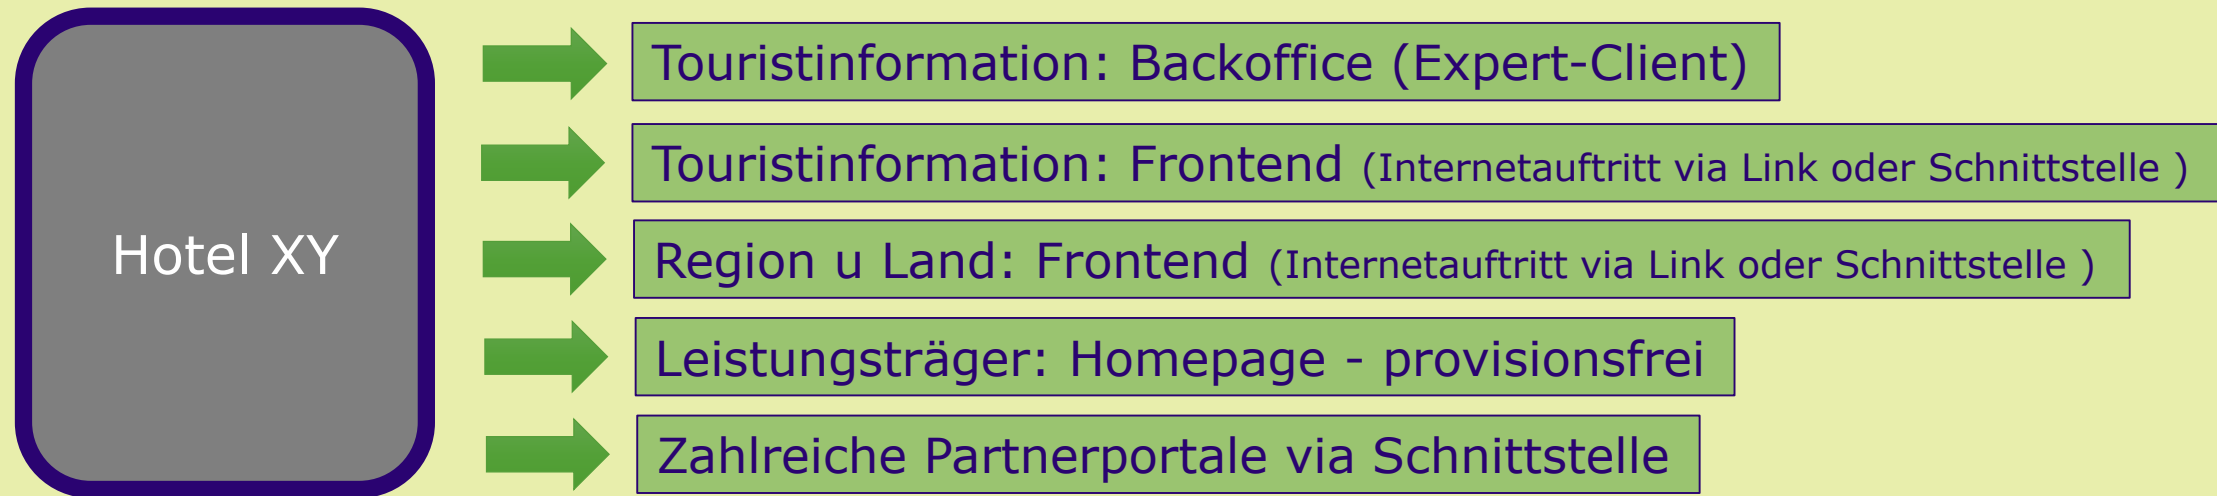 Hotel XY
Touristinformation: Backoffice (Expert-Client)
Touristinformation: Frontend (Internetauftritt via Link oder Schnittstelle )
Region u Land: Frontend (Internetauftritt via Link oder Schnittstelle )
Leistungsträger: Homepage - provisionsfrei
Zahlreiche Partnerportale via Schnittstelle